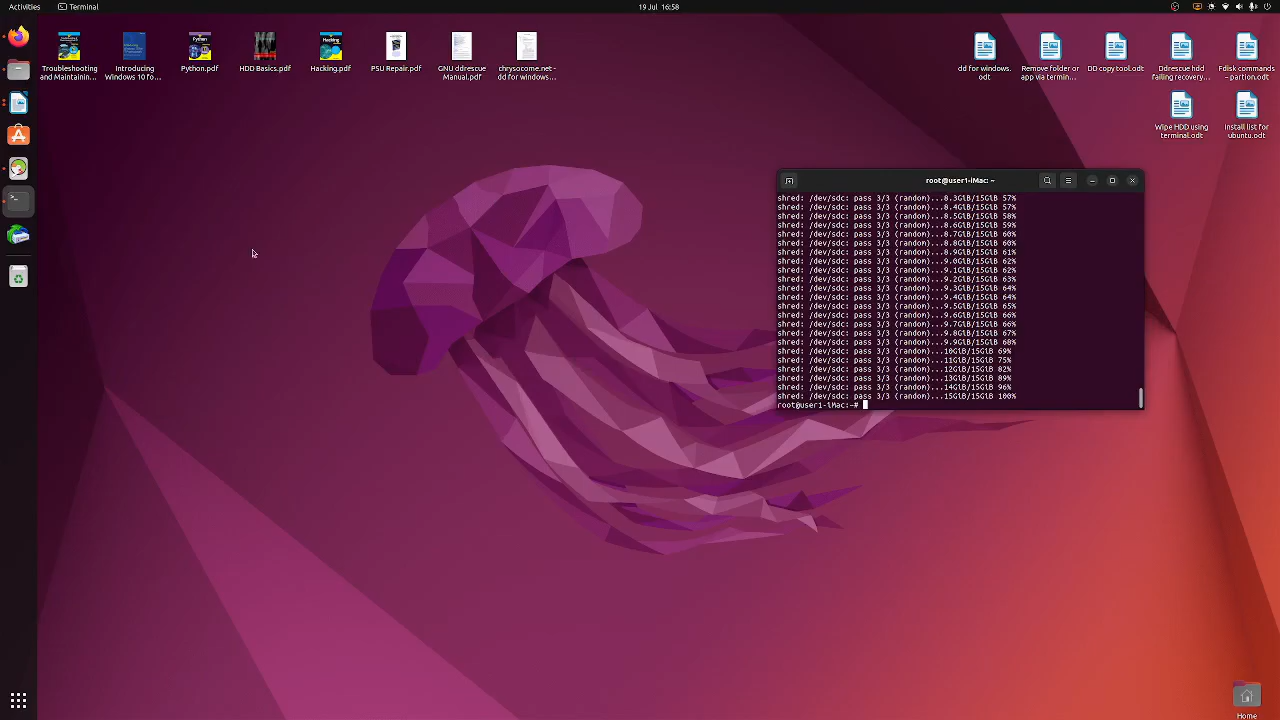 Activities
Terminal
19 Jul 16:58
Troubleshooting
and Maintainin...
Introducing
Windows 10 fo...
Python.pdf
HDD Basics.pdf
Hacking.pdf
PSU Repair.pdf
GNU ddrescue
Manual.pdf
chrysocome.net
dd for windows...
dd for windows.
odt
Remove folder or
app via termin...
DD copy tool.odt
Ddrescue hdd
failing recovery...
Fdisk commands
- partion.odt
Wipe HDD using
terminal.odt
Install list for
ubuntu.odt
root@user1-iMac: ~
shred: /dev/sdc: pass 3/3 (random)...8.3GiB/15GiB 57%
shred: /dev/sdc: pass 3/3 (random)...8.4GiB/15GiB 57%
shred: /dev/sdc: pass 3/3 (random)...8.5GiB/15GiB 58%
shred: /dev/sdc: pass 3/3 (random)...8.6GiB/15GiB 59%
shred: /dev/sdc: pass 3/3 (random)...8.7GiB/15GiB 60%
shred: /dev/sdc: pass 3/3 (random)...8.8GiB/15GiB 60%
shred: /dev/sdc: pass 3/3 (random)...8.9GiB/15GiB 61%
shred: /dev/sdc: pass 3/3 (random)...9.0GiB/15GiB 62%
shred: /dev/sdc: pass 3/3 (random)...9.1GiB/15GiB 62%
shred: /dev/sdc: pass 3/3 (random)...9.2GiB/15GiB 63%
shred: /dev/sdc: pass 3/3 (random)...9.3GiB/15GiB 64%
shred: /dev/sdc: pass 3/3 (random)...9.4GiB/15GiB 64%
shred: /dev/sdc: pass 3/3 (random)...9.5GiB/15GiB 65%
shred: /dev/sdc: pass 3/3 (random)...9.6GiB/15GiB 66%
shred: /dev/sdc: pass 3/3 (random)...9.7GiB/15GiB 66%
shred: /dev/sdc: pass 3/3 (random)...9.8GiB/15GiB 67%
shred: /dev/sdc: pass 3/3 (random)...9.9GiB/15GiB 68%
shred: /dev/sdc: pass 3/3 (random)...10GiB/15GiB 69%
shred: /dev/sdc: pass 3/3 (random)...11GiB/15GiB 75%
shred: /dev/sdc: pass 3/3 (random)...12GiB/15GiB 82%
shred: /dev/sdc: pass 3/3 (random)...13GiB/15GiB 89%
shred: /dev/sdc: pass 3/3 (random)...14GiB/15GiB 96%
shred: /dev/sdc: pass 3/3 (random)...15GiB/15GiB 100%
root@user1-iMac:~#
Home